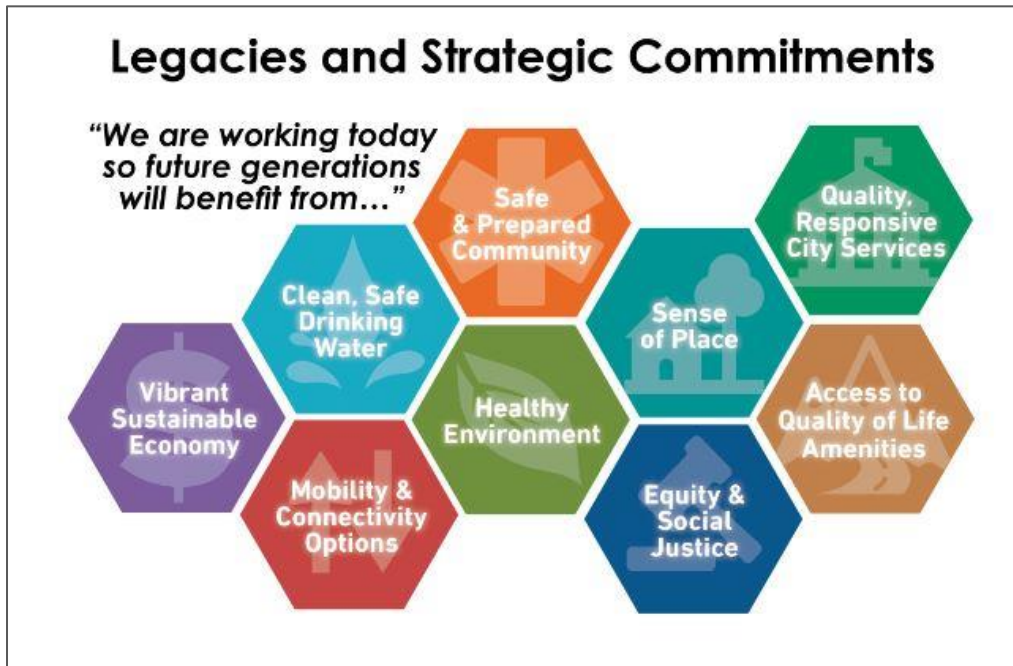 Legacies and Strategic Commitments
“We are working today
so future generations
will benefit from…”
Safe
& Prepared
Community
Quality,
Responsive
City Services
Clean, Safe
Drinking
Water
Sense
of Place
Vibrant
Sustainable
Economy
Healthy
Environment
Access to
Quality of Life
Amenities
Mobility &
Connectivity
Options
Equity &
Social
Justice